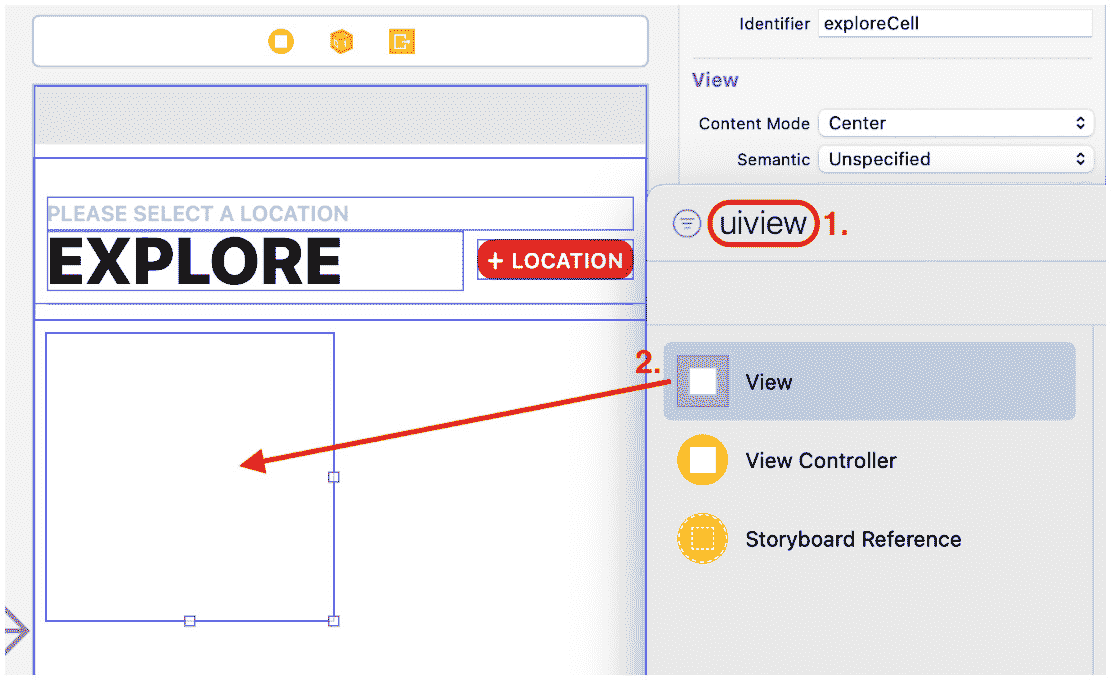 Identifier exploreCell
View
Content Mode Center
Semantic Unspecified
PLEASE SELECT A LOCATION
EXPLORE
+ LOCATION
uiview 1.
2.
View
View Controller
Storyboard Reference